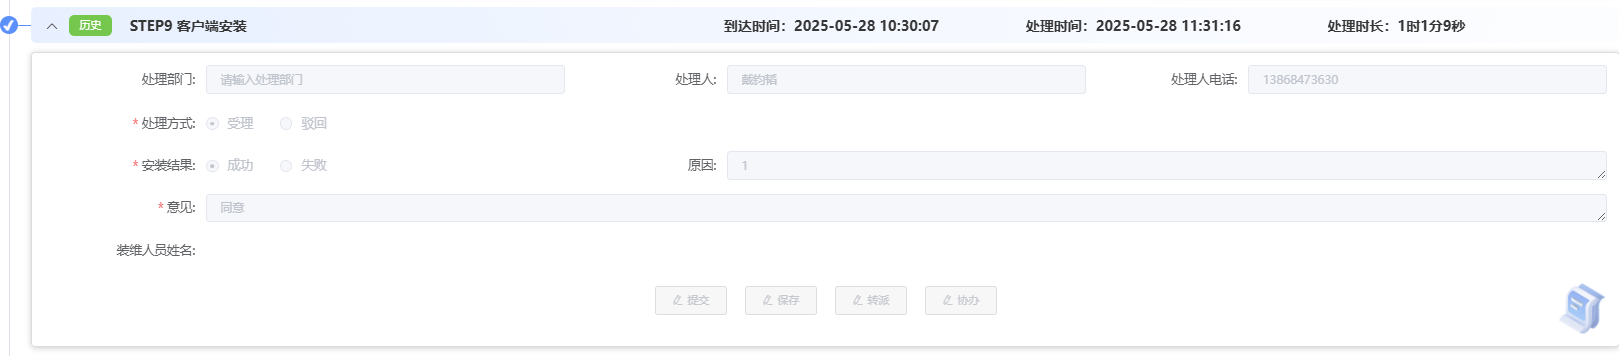 历史 STEP9 客户端安装 到达时间：2025-05-28 10:30:07 处理时间：2025-05-28 11:31:16 处理时长：1时1分9秒
处理部门: 请输入处理部门 处理人: 戴钧韬 处理人电话: 13868473630
* 处理方式: 受理 驳回
* 安装结果: 成功 失败 原因: 1
* 意见: 同意
装维人员姓名:
提交 保存 转派 协办